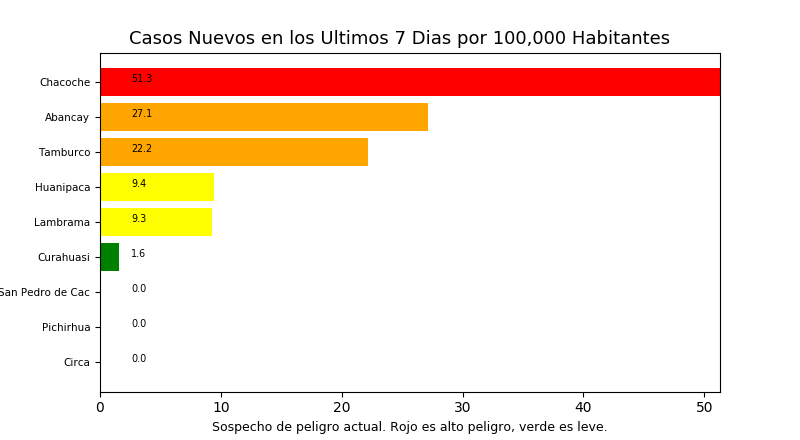 Casos Nuevos en los Ultimos 7 Dias por 100,000 Habitantes
Chacoche 51.3
Abancay 27.1
Tamburco 22.2
Huanipaca 9.4
Lambrama 9.3
Curahuasi 1.6
San Pedro de Cac 0.0
Pichirhua 0.0
Circa 0.0
0 10 20 30 40 50
Sospecho de peligro actual. Rojo es alto peligro, verde es leve.